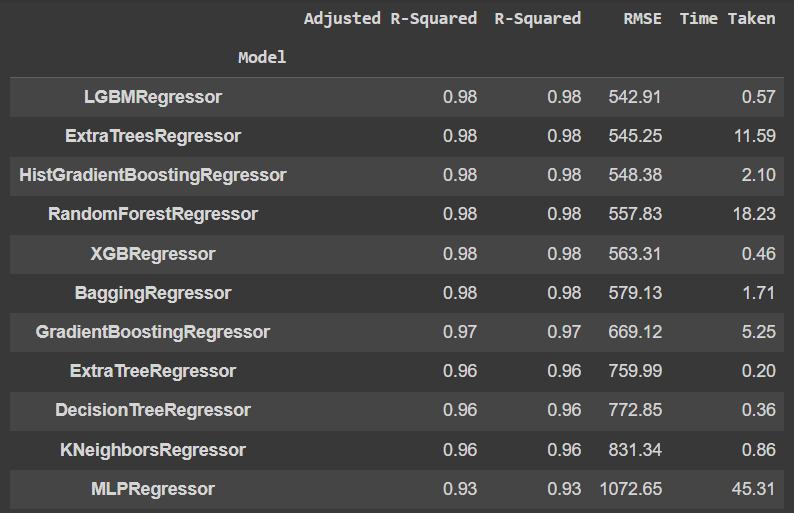 Adjusted R-Squared R-Squared RMSE Time Taken
Model
LGBMRegressor 0.98 0.98 542.91 0.57
ExtraTreesRegressor 0.98 0.98 545.25 11.59
HistGradientBoostingRegressor 0.98 0.98 548.38 2.10
RandomForestRegressor 0.98 0.98 557.83 18.23
XGBRegressor 0.98 0.98 563.31 0.46
BaggingRegressor 0.98 0.98 579.13 1.71
GradientBoostingRegressor 0.97 0.97 669.12 5.25
ExtraTreeRegressor 0.96 0.96 759.99 0.20
DecisionTreeRegressor 0.96 0.96 772.85 0.36
KNeighborsRegressor 0.96 0.96 831.34 0.86
MLPRegressor 0.93 0.93 1072.65 45.31